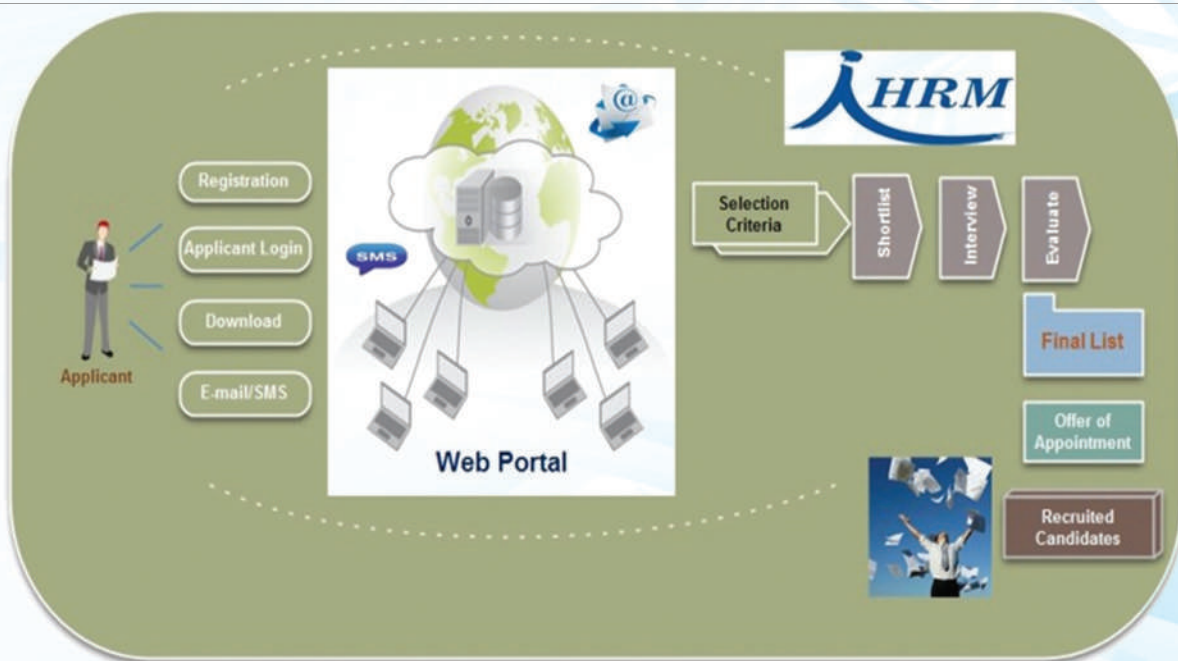 iHRM
Registration
Applicant Login
Download
E-mail/SMS
Applicant
@
SMS
Web Portal
Selection
Criteria
Shortlist
Interview
Evaluate
Final List
Offer of
Appointment
Recruited
Candidates